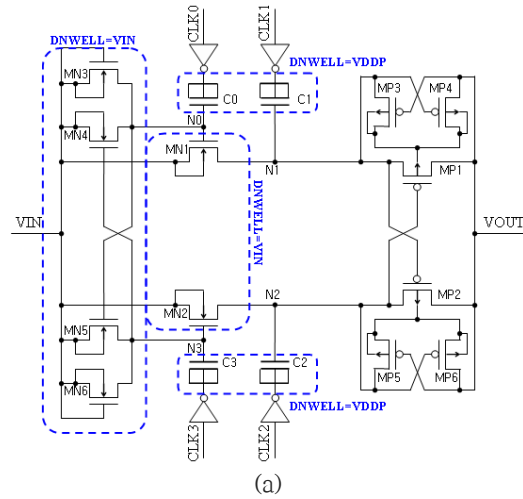 DNWELL=VIN
CLK0
CLK1
DNWELL=VDDP
MN3
C0
C1
MP3
MP4
MN4
N0
MN1
N1
MP1
DNWELL=VIN
VIN
VOUT
MN2
N2
MP2
MN5
N3
C3
C2
MN6
MP5
MP6
DNWELL=VDDP
CLK3
CLK2
(a)